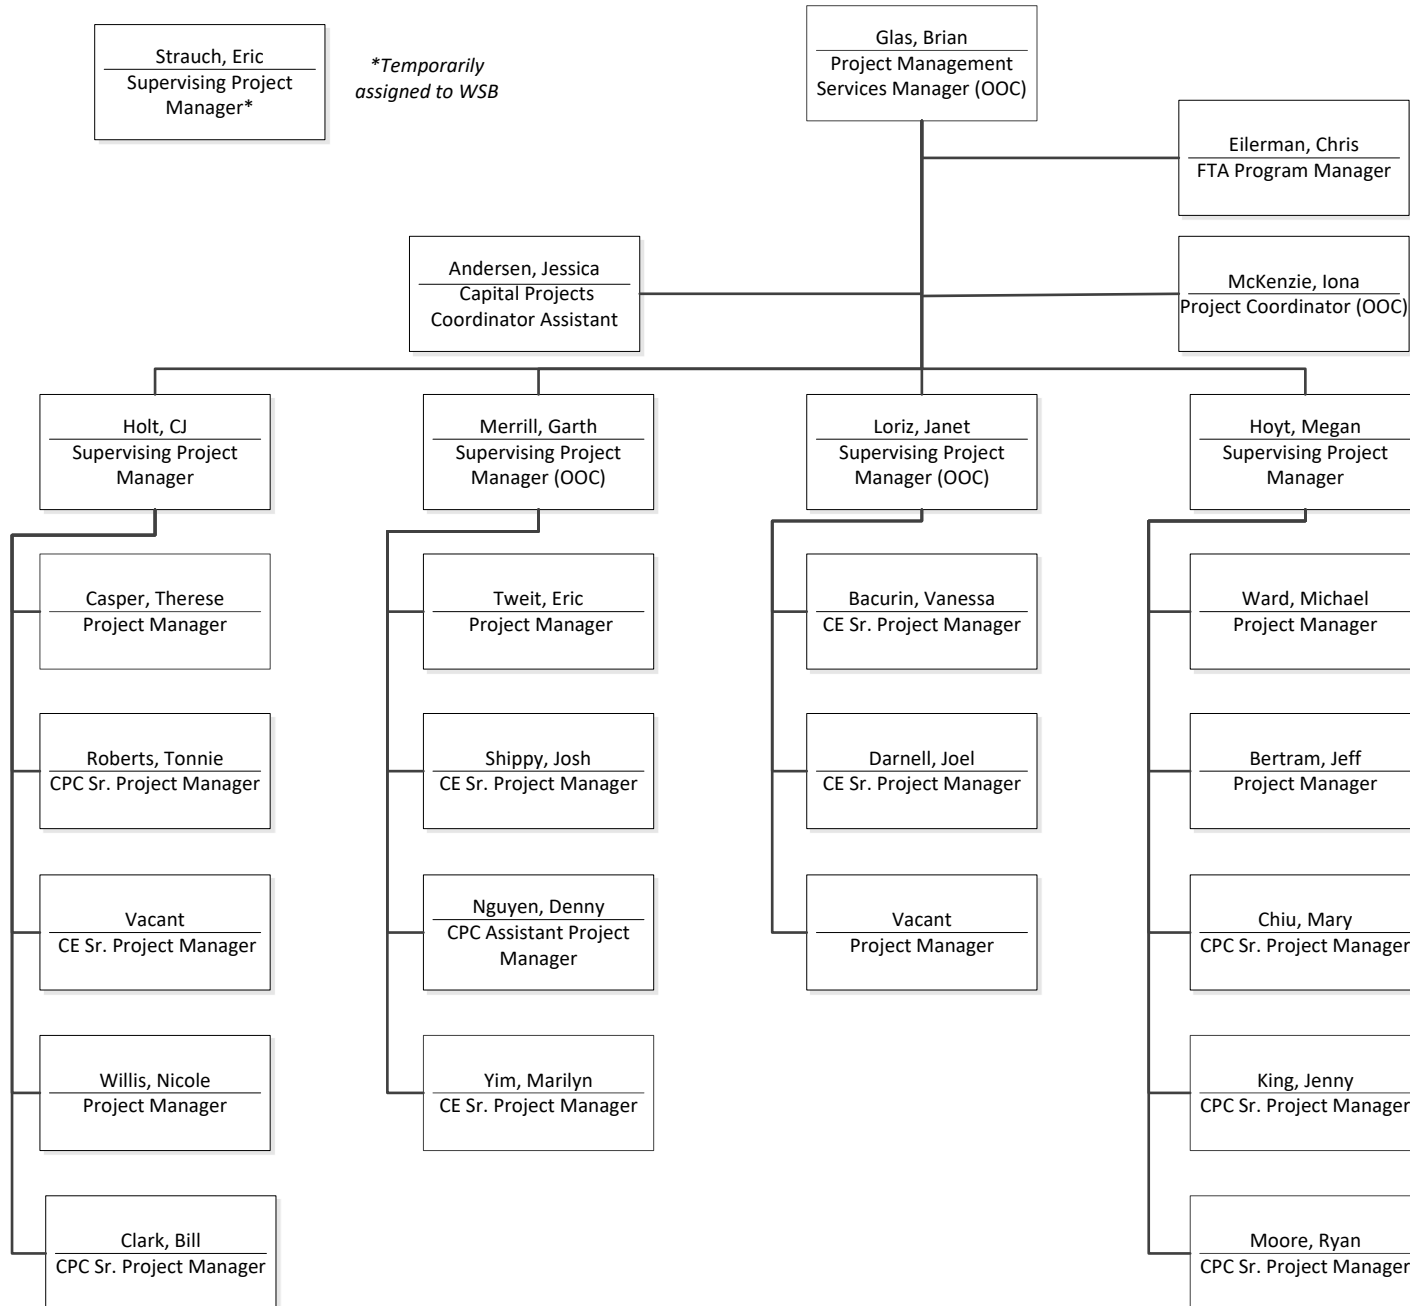 Strauch, Eric
Supervising Project
Manager*
*Temporarily
assigned to WSB
Glas, Brian
Project Management
Services Manager (OOC)
Eilerman, Chris
FTA Program Manager
Andersen, Jessica
Capital Projects
Coordinator Assistant
McKenzie, Iona
Project Coordinator (OOC)
Holt, CJ
Supervising Project
Manager
Merrill, Garth
Supervising Project
Manager (OOC)
Loriz, Janet
Supervising Project
Manager (OOC)
Hoyt, Megan
Supervising Project
Manager
Casper, Therese
Project Manager
Tweit, Eric
Project Manager
Bacurin, Vanessa
CE Sr. Project Manager
Ward, Michael
Project Manager
Roberts, Tonnie
CPC Sr. Project Manager
Shippy, Josh
CE Sr. Project Manager
Darnell, Joel
CE Sr. Project Manager
Bertram, Jeff
Project Manager
Vacant
CE Sr. Project Manager
Nguyen, Denny
CPC Assistant Project
Manager
Vacant
Project Manager
Chiu, Mary
CPC Sr. Project Manager
Willis, Nicole
Project Manager
Yim, Marilyn
CE Sr. Project Manager
King, Jenny
CPC Sr. Project Manager
Clark, Bill
CPC Sr. Project Manager
Moore, Ryan
CPC Sr. Project Manager